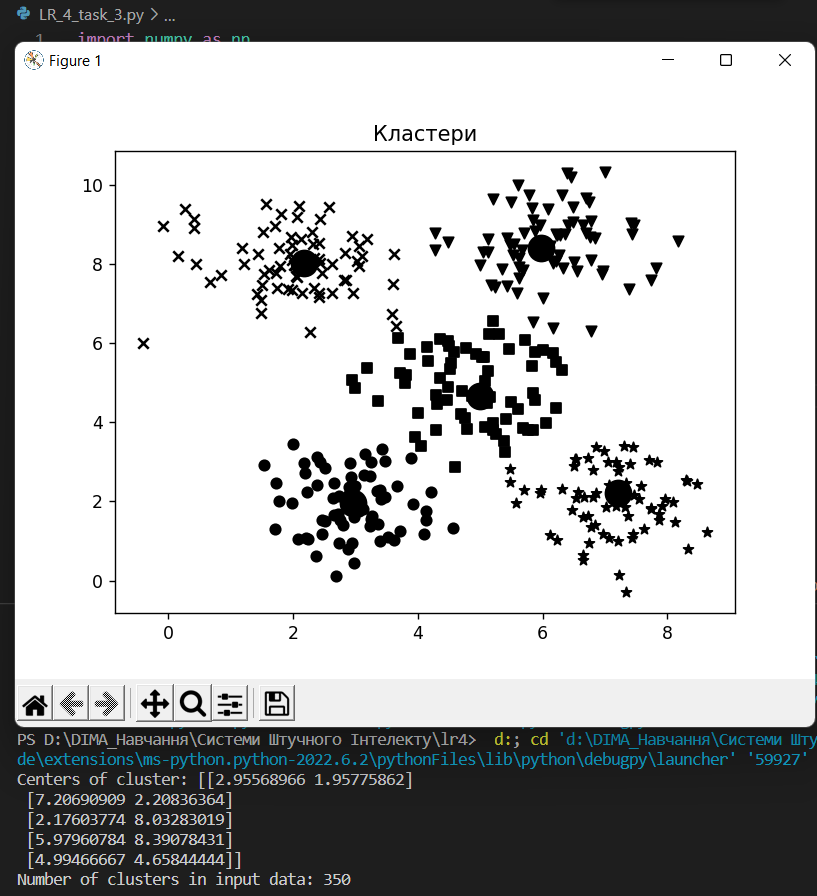 LR_4_task_3.py > ...
1 import numpy as np
Figure 1
Кластери
10
8
6
4
2
0
0 2 4 6 8
PS D:\DIMA_Навчання\Системи Штучного Інтелекту\lr4> d:; cd 'd:\DIMA_Навчання\Системи Шту
de\extensions\ms-python.python-2022.6.2\pythonFiles\lib\python\debugpy\launcher' '59927'
Centers of cluster: [[2.95568966 1.95775862]
[7.20690909 2.20836364]
[2.17603774 8.03283019]
[5.97960784 8.39078431]
[4.99466667 4.65844444]]
Number of clusters in input data: 350